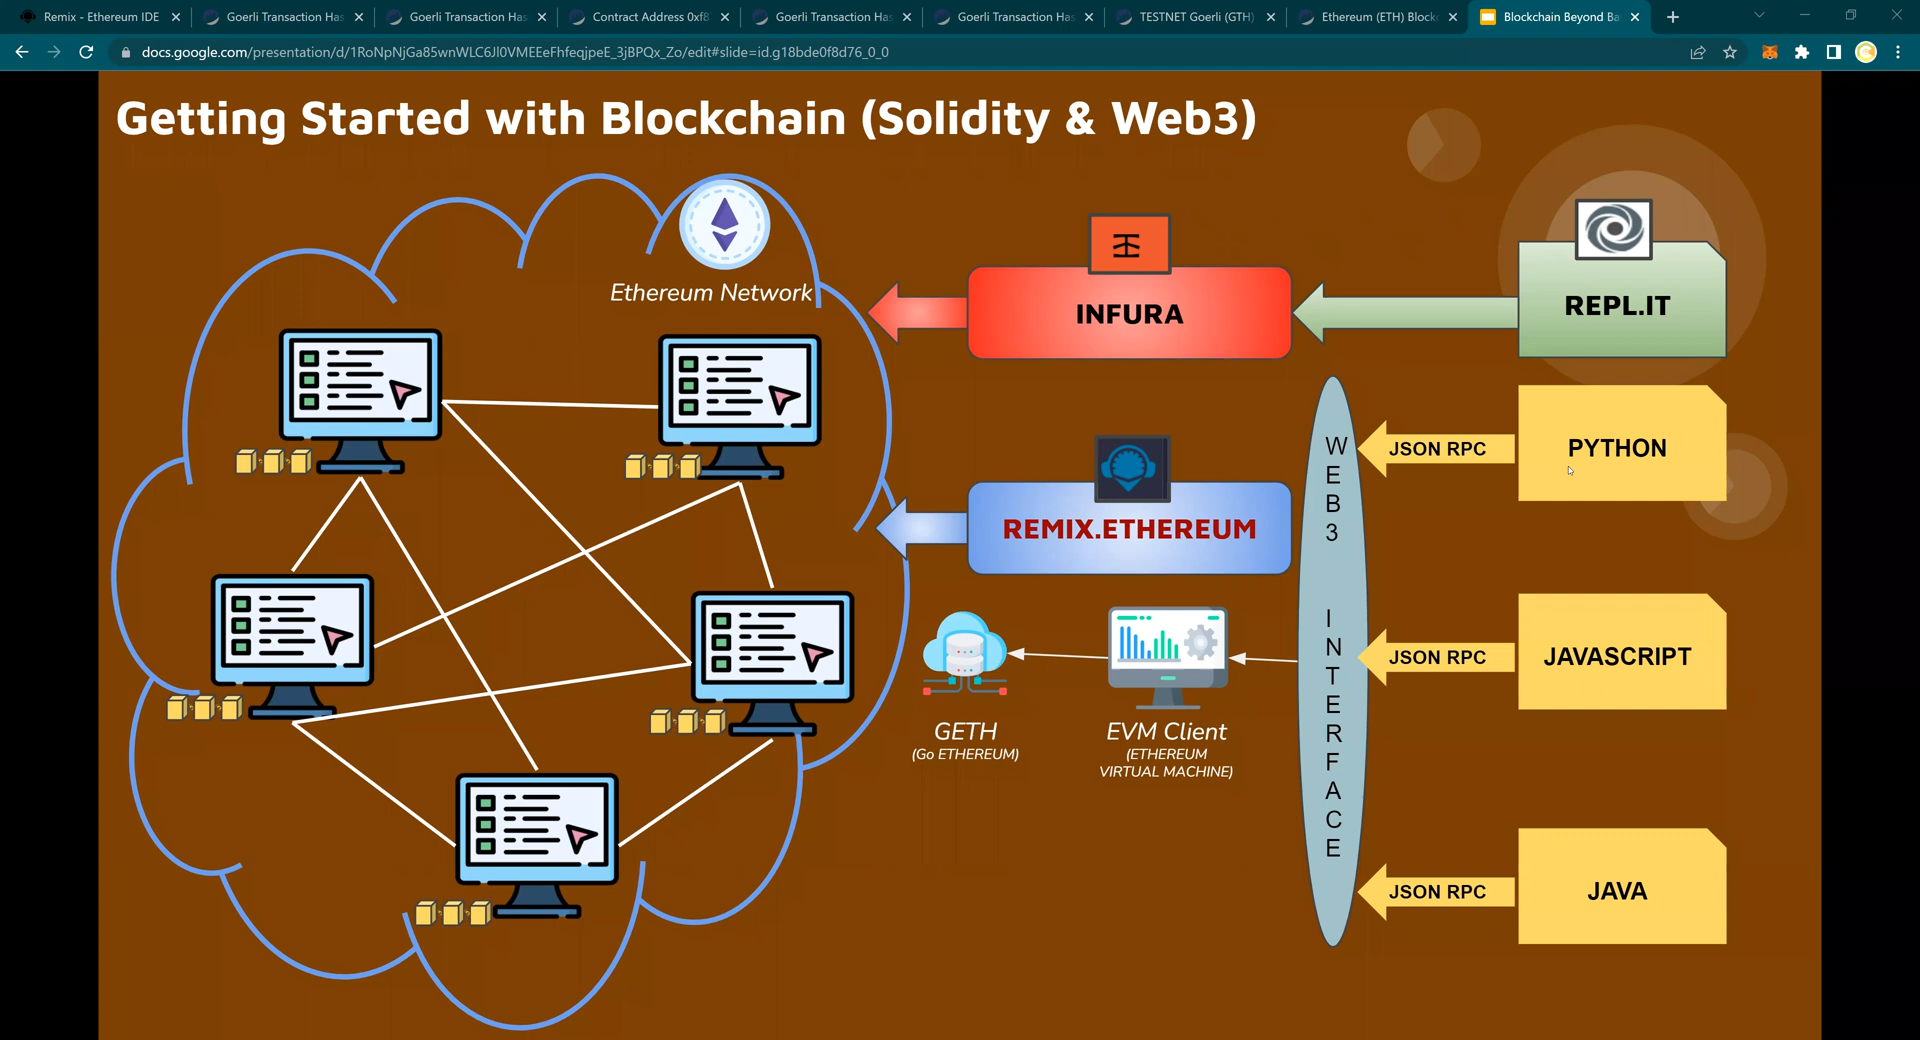 Remix - Ethereum IDE
Goerli Transaction Has
Goerli Transaction Has
Contract Address 0xf8
Goerli Transaction Has
Goerli Transaction Has
TESTNET Goerli (GTH)
Ethereum (ETH) Blockc
Blockchain Beyond Ba
docs.google.com/presentation/d/1RoNpNjGa85wnWLC6Jl0VMEEeFhfeqjpeE_3jBPQx_Zo/edit#slide=id.g18bde0f8d76_0_0
Getting Started with Blockchain (Solidity & Web3)
Ethereum Network
INFURA
REPL.IT
REMIX.ETHEREUM
WEB3 INTERFACE
JSON RPC
PYTHON
JSON RPC
JAVASCRIPT
GETH
(Go ETHEREUM)
EVM Client
(ETHEREUM
VIRTUAL MACHINE)
JSON RPC
JAVA